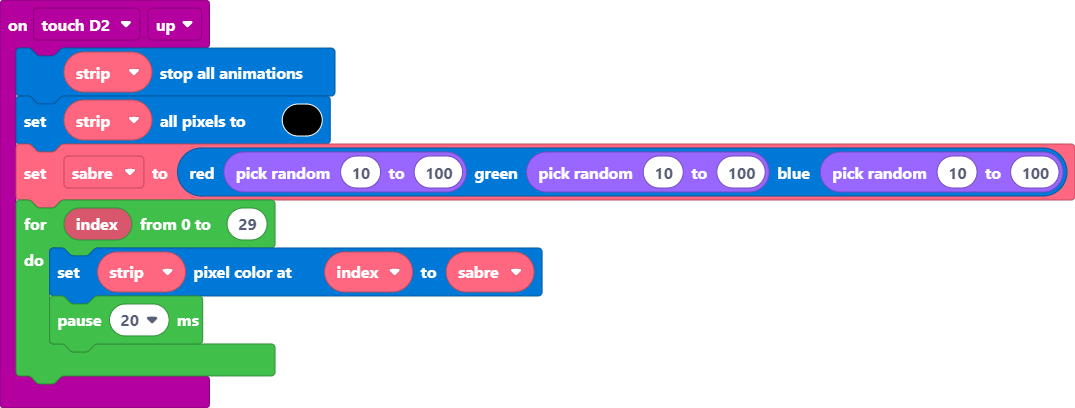 on touch D2 up
strip stop all animations
set strip all pixels to
set sabre to red pick random 10 to 100 green pick random 10 to 100 blue pick random 10 to 100
for index from 0 to 29
do
set strip pixel color at index to sabre
pause 20 ms